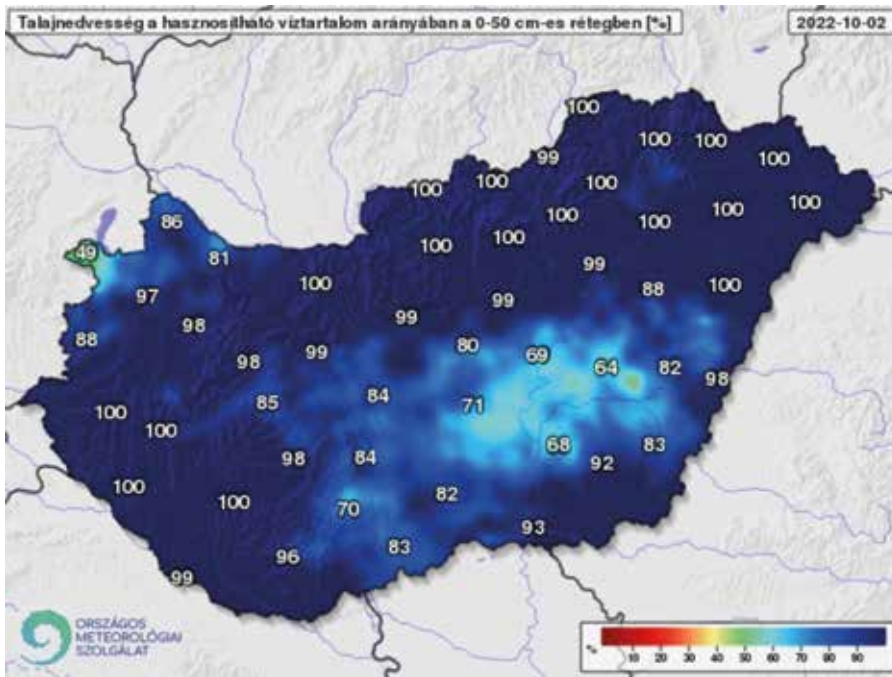 Talajnedvesség a hasznosítható víztartalom arányában a 0-50 cm-es rétegben [%]
2022-10-02
100
100 100
99 100
100 100 100
86 100 100 100 100
49 81 100 100
99
97 100 88 100
98 99 99
88 80
98 99 69 64 82 98
100 85 84 71
100
98 84 68 92 83
100 100 82
70
96 83 93
99
ORSZÁGOS
METEOROLÓGIAI
SZOLGÁLAT
% 10 20 30 40 50 60 70 80 90